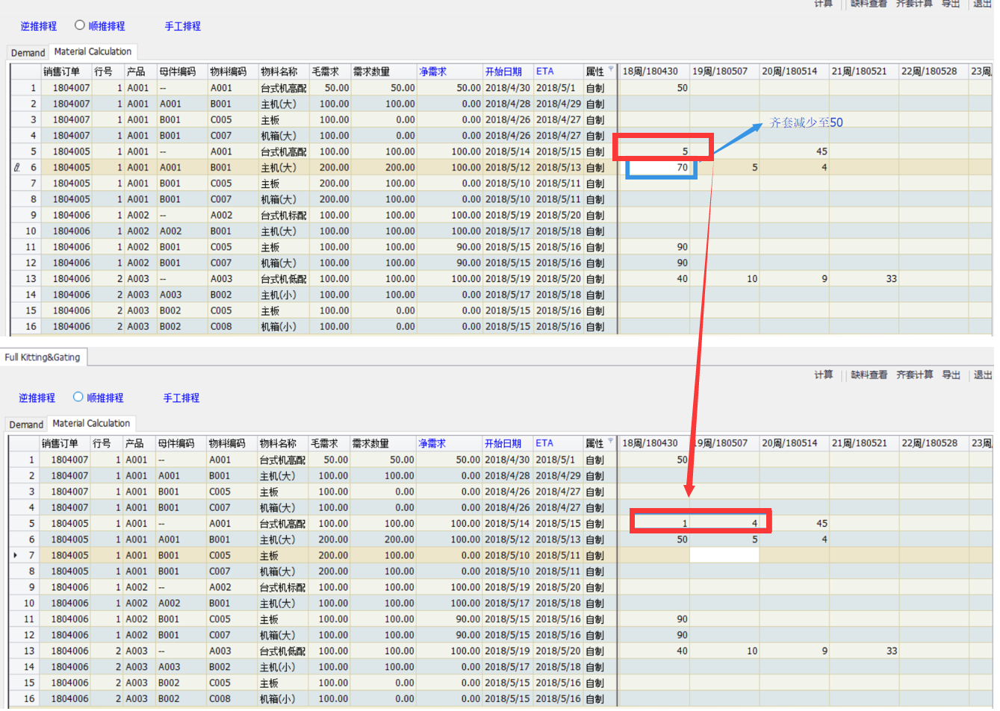 计算 缺料查看 齐套计算 导出 退出
逆推排程 顺推排程 手工排程
Demand Material Calculation
销售订单 行号 产品 母件编码 物料编码 物料名称 毛需求 需求数量 净需求 开始日期 ETA 属性 18周/180430 19周/180507 20周/180514 21周/180521 22周/180528 23周/
1 1804007 1 A001 -- A001 台式机高配 50.00 50.00 50.00 2018/4/30 2018/5/1 自制 50
2 1804007 1 A001 A001 B001 主机(大) 100.00 100.00 0.00 2018/4/28 2018/4/29 自制
3 1804007 1 A001 B001 C005 主板 100.00 0.00 0.00 2018/4/26 2018/4/27 自制
齐套减少至50
4 1804007 1 A001 B001 C007 机箱(大) 100.00 0.00 0.00 2018/4/26 2018/4/27 自制
5 1804005 1 A001 -- A001 台式机高配 100.00 100.00 100.00 2018/5/14 2018/5/15 自制 5 45
6 1804005 1 A001 A001 B001 主机(大) 200.00 200.00 100.00 2018/5/12 2018/5/13 自制 70 5 4
7 1804005 1 A001 B001 C005 主板 200.00 100.00 0.00 2018/5/10 2018/5/11 自制
8 1804005 1 A001 B001 C007 机箱(大) 200.00 100.00 0.00 2018/5/10 2018/5/11 自制
9 1804006 1 A002 -- A002 台式机标配 100.00 100.00 100.00 2018/5/19 2018/5/20 自制
10 1804006 1 A002 A002 B001 主机(大) 100.00 100.00 100.00 2018/5/17 2018/5/18 自制
11 1804006 1 A002 B001 C005 主板 100.00 100.00 90.00 2018/5/15 2018/5/16 自制 90
12 1804006 1 A002 B001 C007 机箱(大) 100.00 100.00 90.00 2018/5/15 2018/5/16 自制 90
13 1804006 2 A003 -- A003 台式机低配 100.00 100.00 100.00 2018/5/19 2018/5/20 自制 40 10 9 33
14 1804006 2 A003 A003 B002 主机(小) 100.00 100.00 0.00 2018/5/17 2018/5/18 自制
15 1804006 2 A003 B002 C005 主板 100.00 0.00 0.00 2018/5/15 2018/5/16 自制
16 1804006 2 A003 B002 C008 机箱(小) 100.00 0.00 0.00 2018/5/15 2018/5/16 自制
Full Kitting&Gating
计算 缺料查看 齐套计算 导出 退出
逆推排程 顺推排程 手工排程
Demand Material Calculation
销售订单 行号 产品 母件编码 物料编码 物料名称 毛需求 需求数量 净需求 开始日期 ETA 属性 18周/180430 19周/180507 20周/180514 21周/180521 22周/180528 23周/
1 1804007 1 A001 -- A001 台式机高配 50.00 50.00 50.00 2018/4/30 2018/5/1 自制 50
2 1804007 1 A001 A001 B001 主机(大) 100.00 100.00 0.00 2018/4/28 2018/4/29 自制
3 1804007 1 A001 B001 C005 主板 100.00 0.00 0.00 2018/4/26 2018/4/27 自制
4 1804007 1 A001 B001 C007 机箱(大) 100.00 0.00 0.00 2018/4/26 2018/4/27 自制
5 1804005 1 A001 -- A001 台式机高配 100.00 100.00 100.00 2018/5/14 2018/5/15 自制 1 4 45
6 1804005 1 A001 A001 B001 主机(大) 200.00 200.00 100.00 2018/5/12 2018/5/13 自制 50 5 4
7 1804005 1 A001 B001 C005 主板 200.00 100.00 0.00 2018/5/10 2018/5/11 自制
8 1804005 1 A001 B001 C007 机箱(大) 200.00 100.00 0.00 2018/5/10 2018/5/11 自制
9 1804006 1 A002 -- A002 台式机标配 100.00 100.00 100.00 2018/5/19 2018/5/20 自制
10 1804006 1 A002 A002 B001 主机(大) 100.00 100.00 100.00 2018/5/17 2018/5/18 自制
11 1804006 1 A002 B001 C005 主板 100.00 100.00 90.00 2018/5/15 2018/5/16 自制 90
12 1804006 1 A002 B001 C007 机箱(大) 100.00 100.00 90.00 2018/5/15 2018/5/16 自制 90
13 1804006 2 A003 -- A003 台式机低配 100.00 100.00 100.00 2018/5/19 2018/5/20 自制 40 10 9 33
14 1804006 2 A003 A003 B002 主机(小) 100.00 100.00 0.00 2018/5/17 2018/5/18 自制
15 1804006 2 A003 B002 C005 主板 100.00 0.00 0.00 2018/5/15 2018/5/16 自制
16 1804006 2 A003 B002 C008 机箱(小) 100.00 0.00 0.00 2018/5/15 2018/5/16 自制